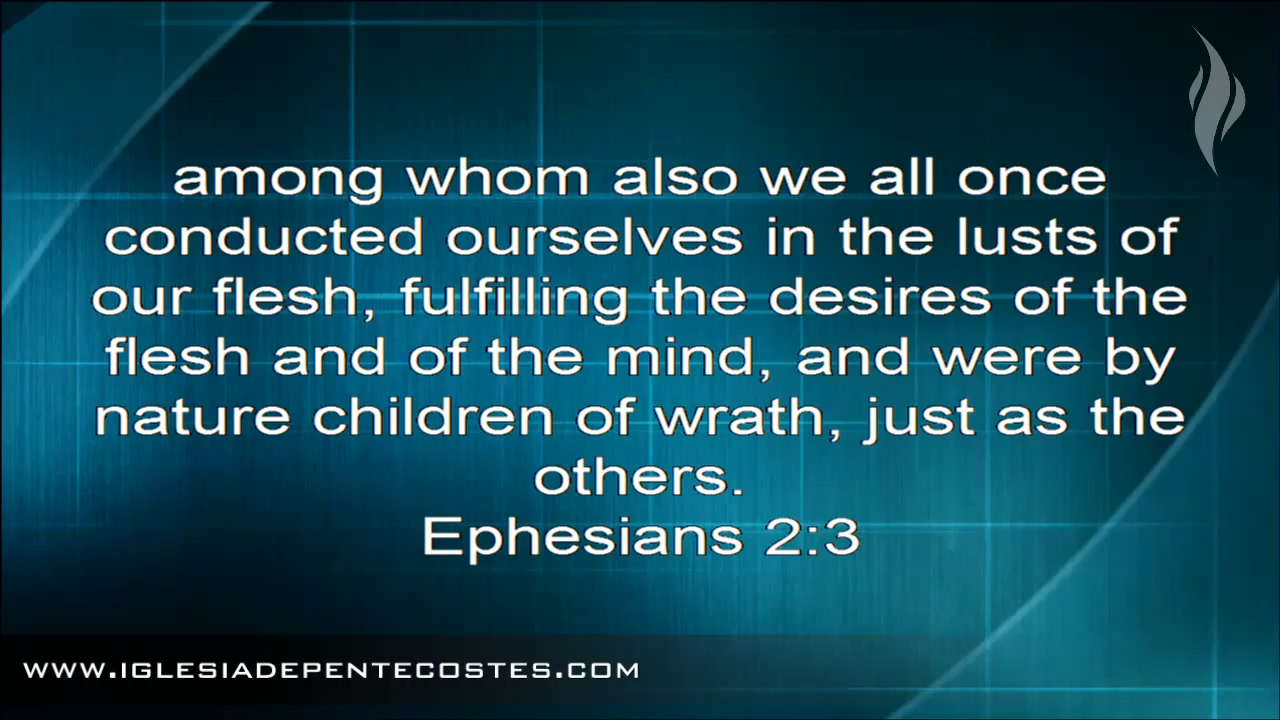 among whom also we all once
conducted ourselves in the lusts of
our flesh, fulfilling the desires of the
flesh and of the mind, and were by
nature children of wrath, just as the
others.
Ephesians 2:3
WWW.IGLESIADEPENTECOSTES.COM